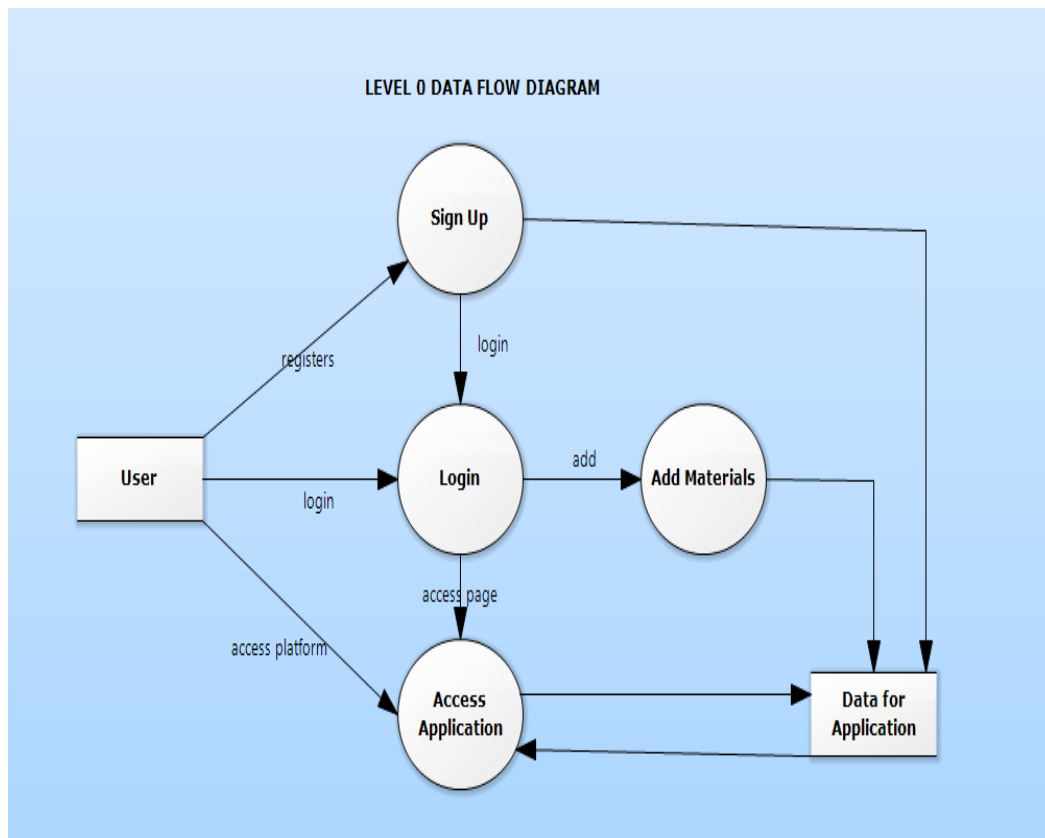 LEVEL 0 DATA FLOW DIAGRAM
Sign Up
registers
login
User
login
Login
add
Add Materials
access page
access platform
Access
Application
Data for
Application